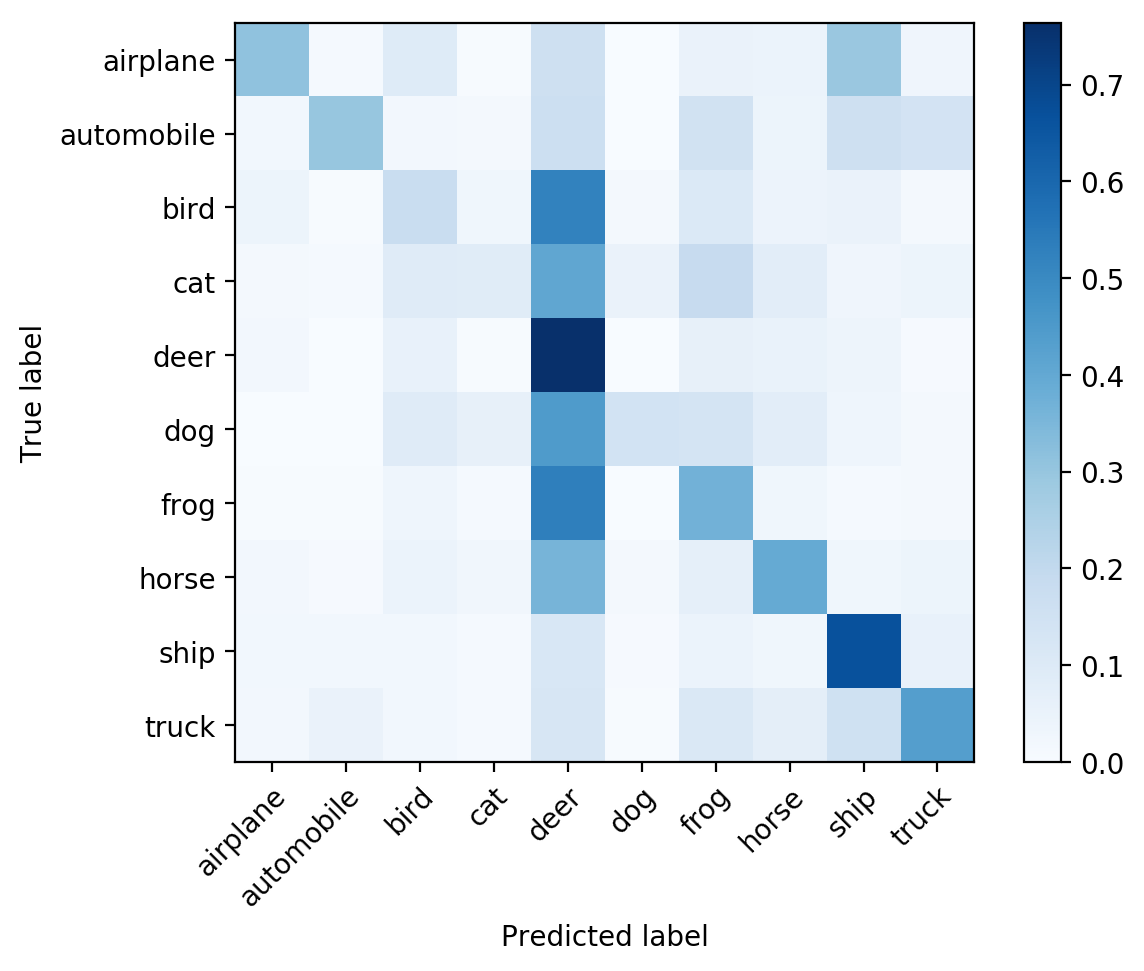 True label
airplane
automobile
bird
cat
deer
dog
frog
horse
ship
truck
airplane
automobile
bird
cat
deer
dog
frog
horse
ship
truck
Predicted label
0.7
0.6
0.5
0.4
0.3
0.2
0.1
0.0